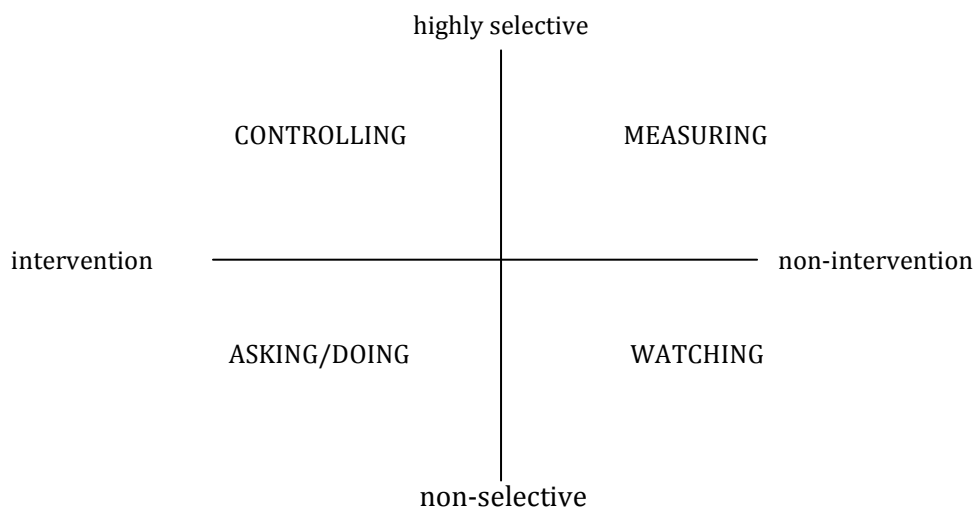 highly selective
CONTROLLING MEASURING
intervention non-intervention
ASKING/DOING WATCHING
non-selective